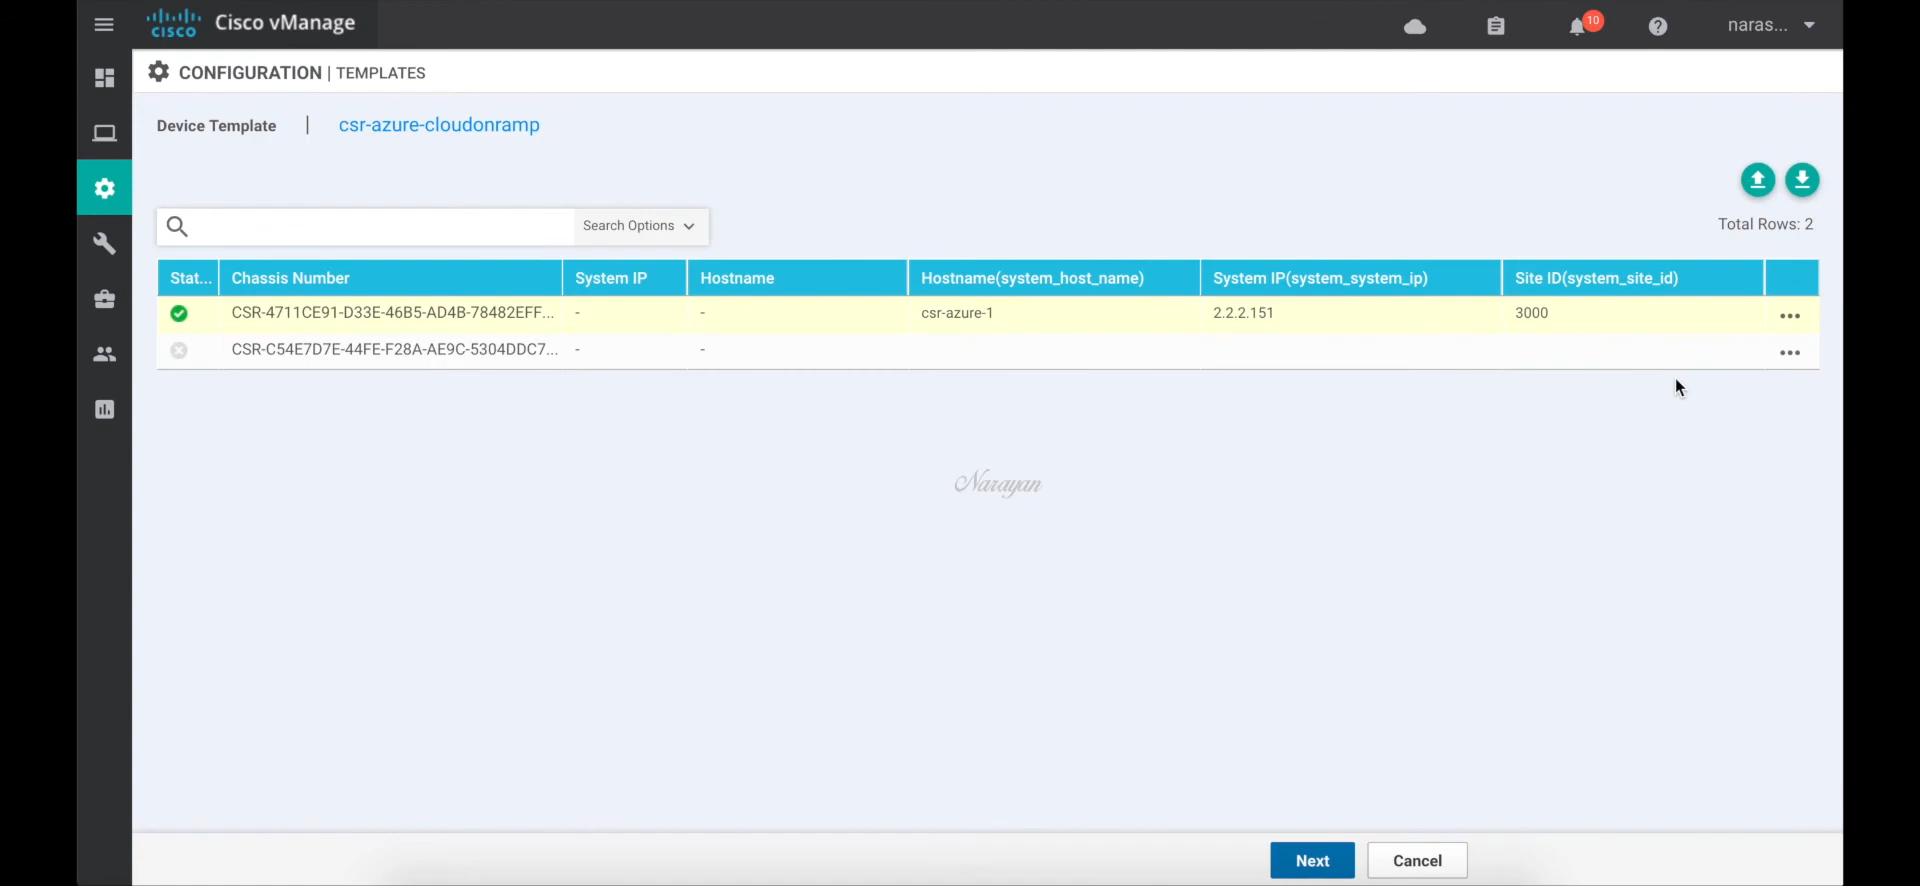 cisco Cisco vManage 10 ? naras...
CONFIGURATION | TEMPLATES
Device Template | csr-azure-cloudonramp
Search Options
Total Rows: 2
Stat... Chassis Number System IP Hostname Hostname(system_host_name) System IP(system_system_ip) Site ID(system_site_id)
CSR-4711CE91-D33E-46B5-AD4B-78482EFF... - - csr-azure-1 2.2.2.151 3000 •••
CSR-C54E7D7E-44FE-F28A-AE9C-5304DDC7... - - •••
Narayan
Next Cancel